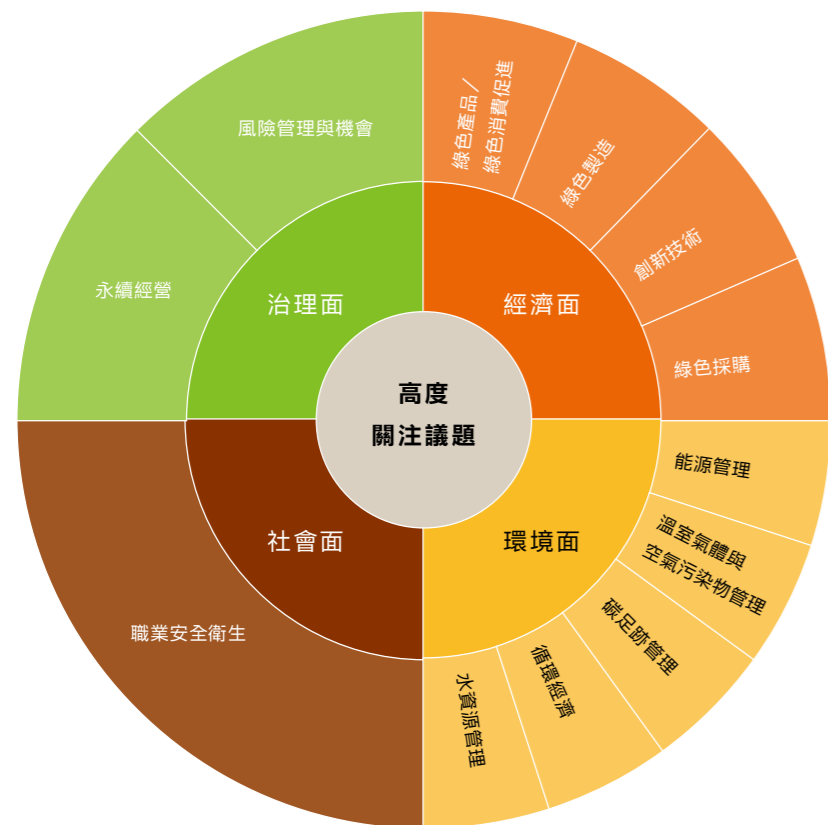 高度
關注議題
經濟面
綠色產品／
綠色消費促進
綠色製造
創新技術
綠色採購
環境面
能源管理
溫室氣體與
空氣污染物管理
碳足跡管理
循環經濟
水資源管理
社會面
職業安全衛生
治理面
永續經營
風險管理與機會